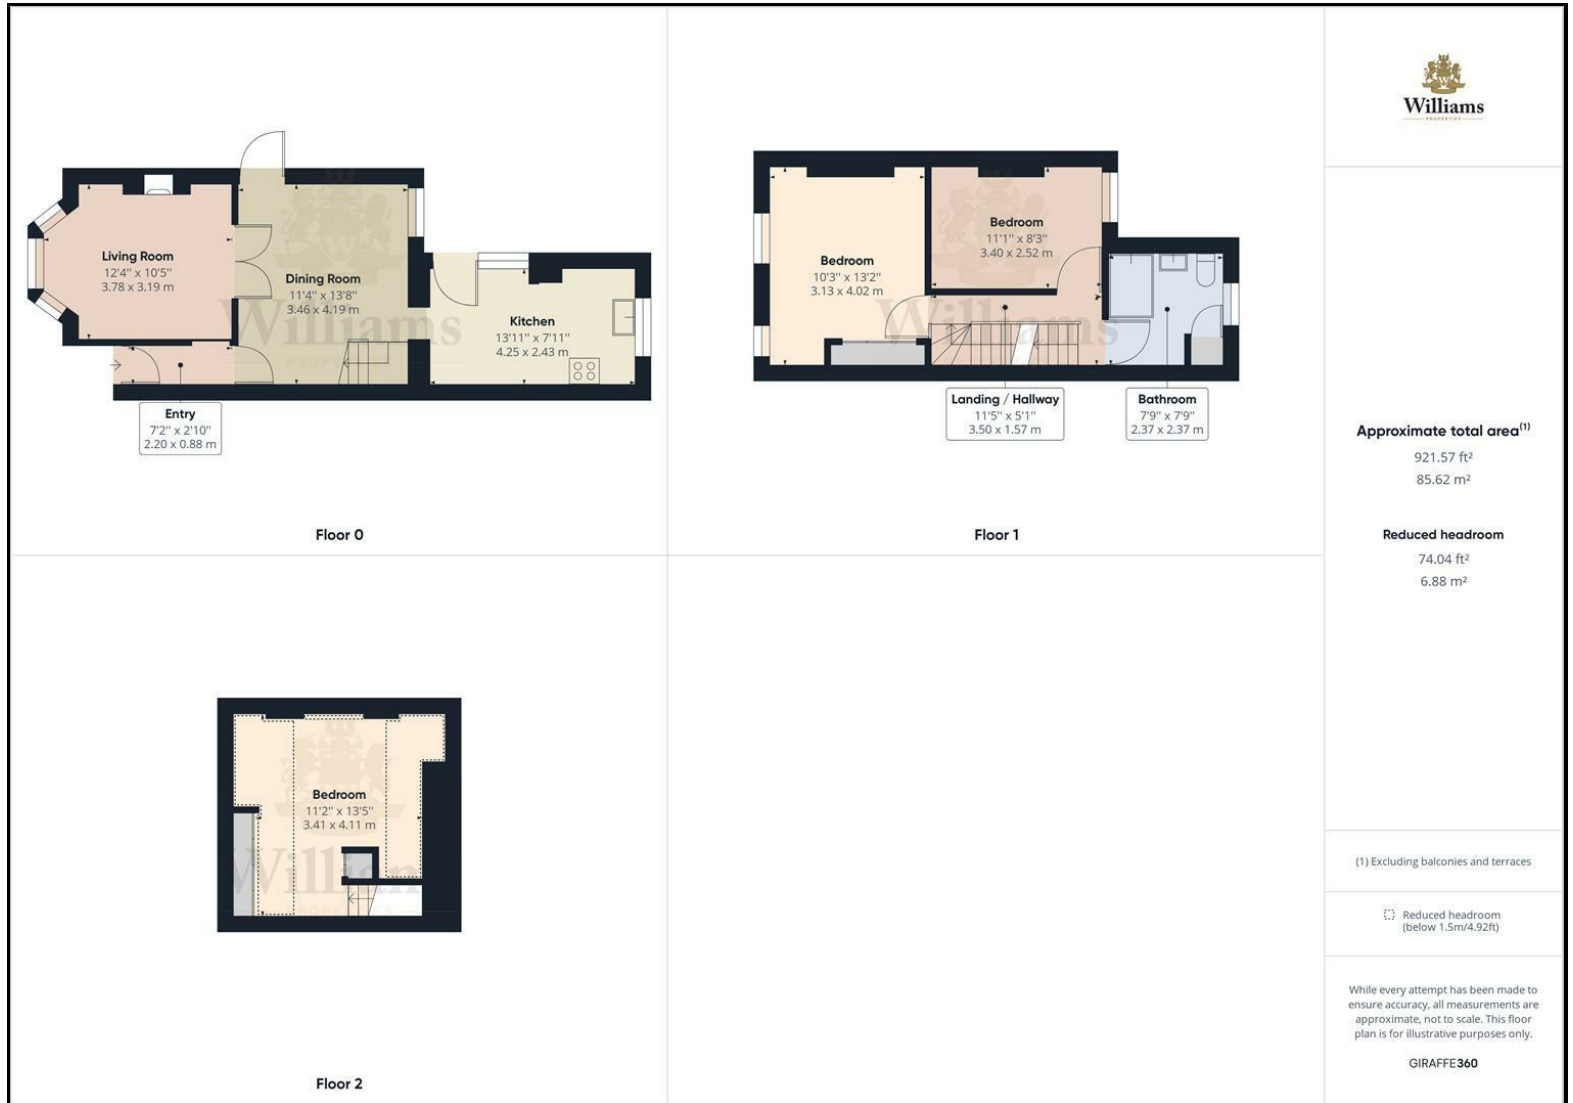 Living Room
12'4" x 10'5"
3.78 x 3.19 m
Dining Room
11'4" x 13'8"
3.46 x 4.19 m
Kitchen
13'11" x 7'11"
4.25 x 2.43 m
Entry
7'2" x 2'10"
2.20 x 0.88 m
Williams
PROPERTIES
Floor 0
Bedroom
10'3" x 13'2"
3.13 x 4.02 m
Bedroom
11'1" x 8'3"
3.40 x 2.52 m
Landing / Hallway
11'5" x 5'1"
3.50 x 1.57 m
Bathroom
7'9" x 7'9"
2.37 x 2.37 m
Williams
Floor 1
Bedroom
11'2" x 13'5"
3.41 x 4.11 m
Williams
PROPERTIES
Floor 2
W
Williams
PROPERTIES
Approximate total area(1)
921.57 ft²
85.62 m²
Reduced headroom
74.04 ft²
6.88 m²
(1) Excluding balconies and terraces
Reduced headroom
(below 1.5m/4.92ft)
While every attempt has been made to
ensure accuracy, all measurements are
approximate, not to scale. This floor
plan is for illustrative purposes only.
GIRAFFE360